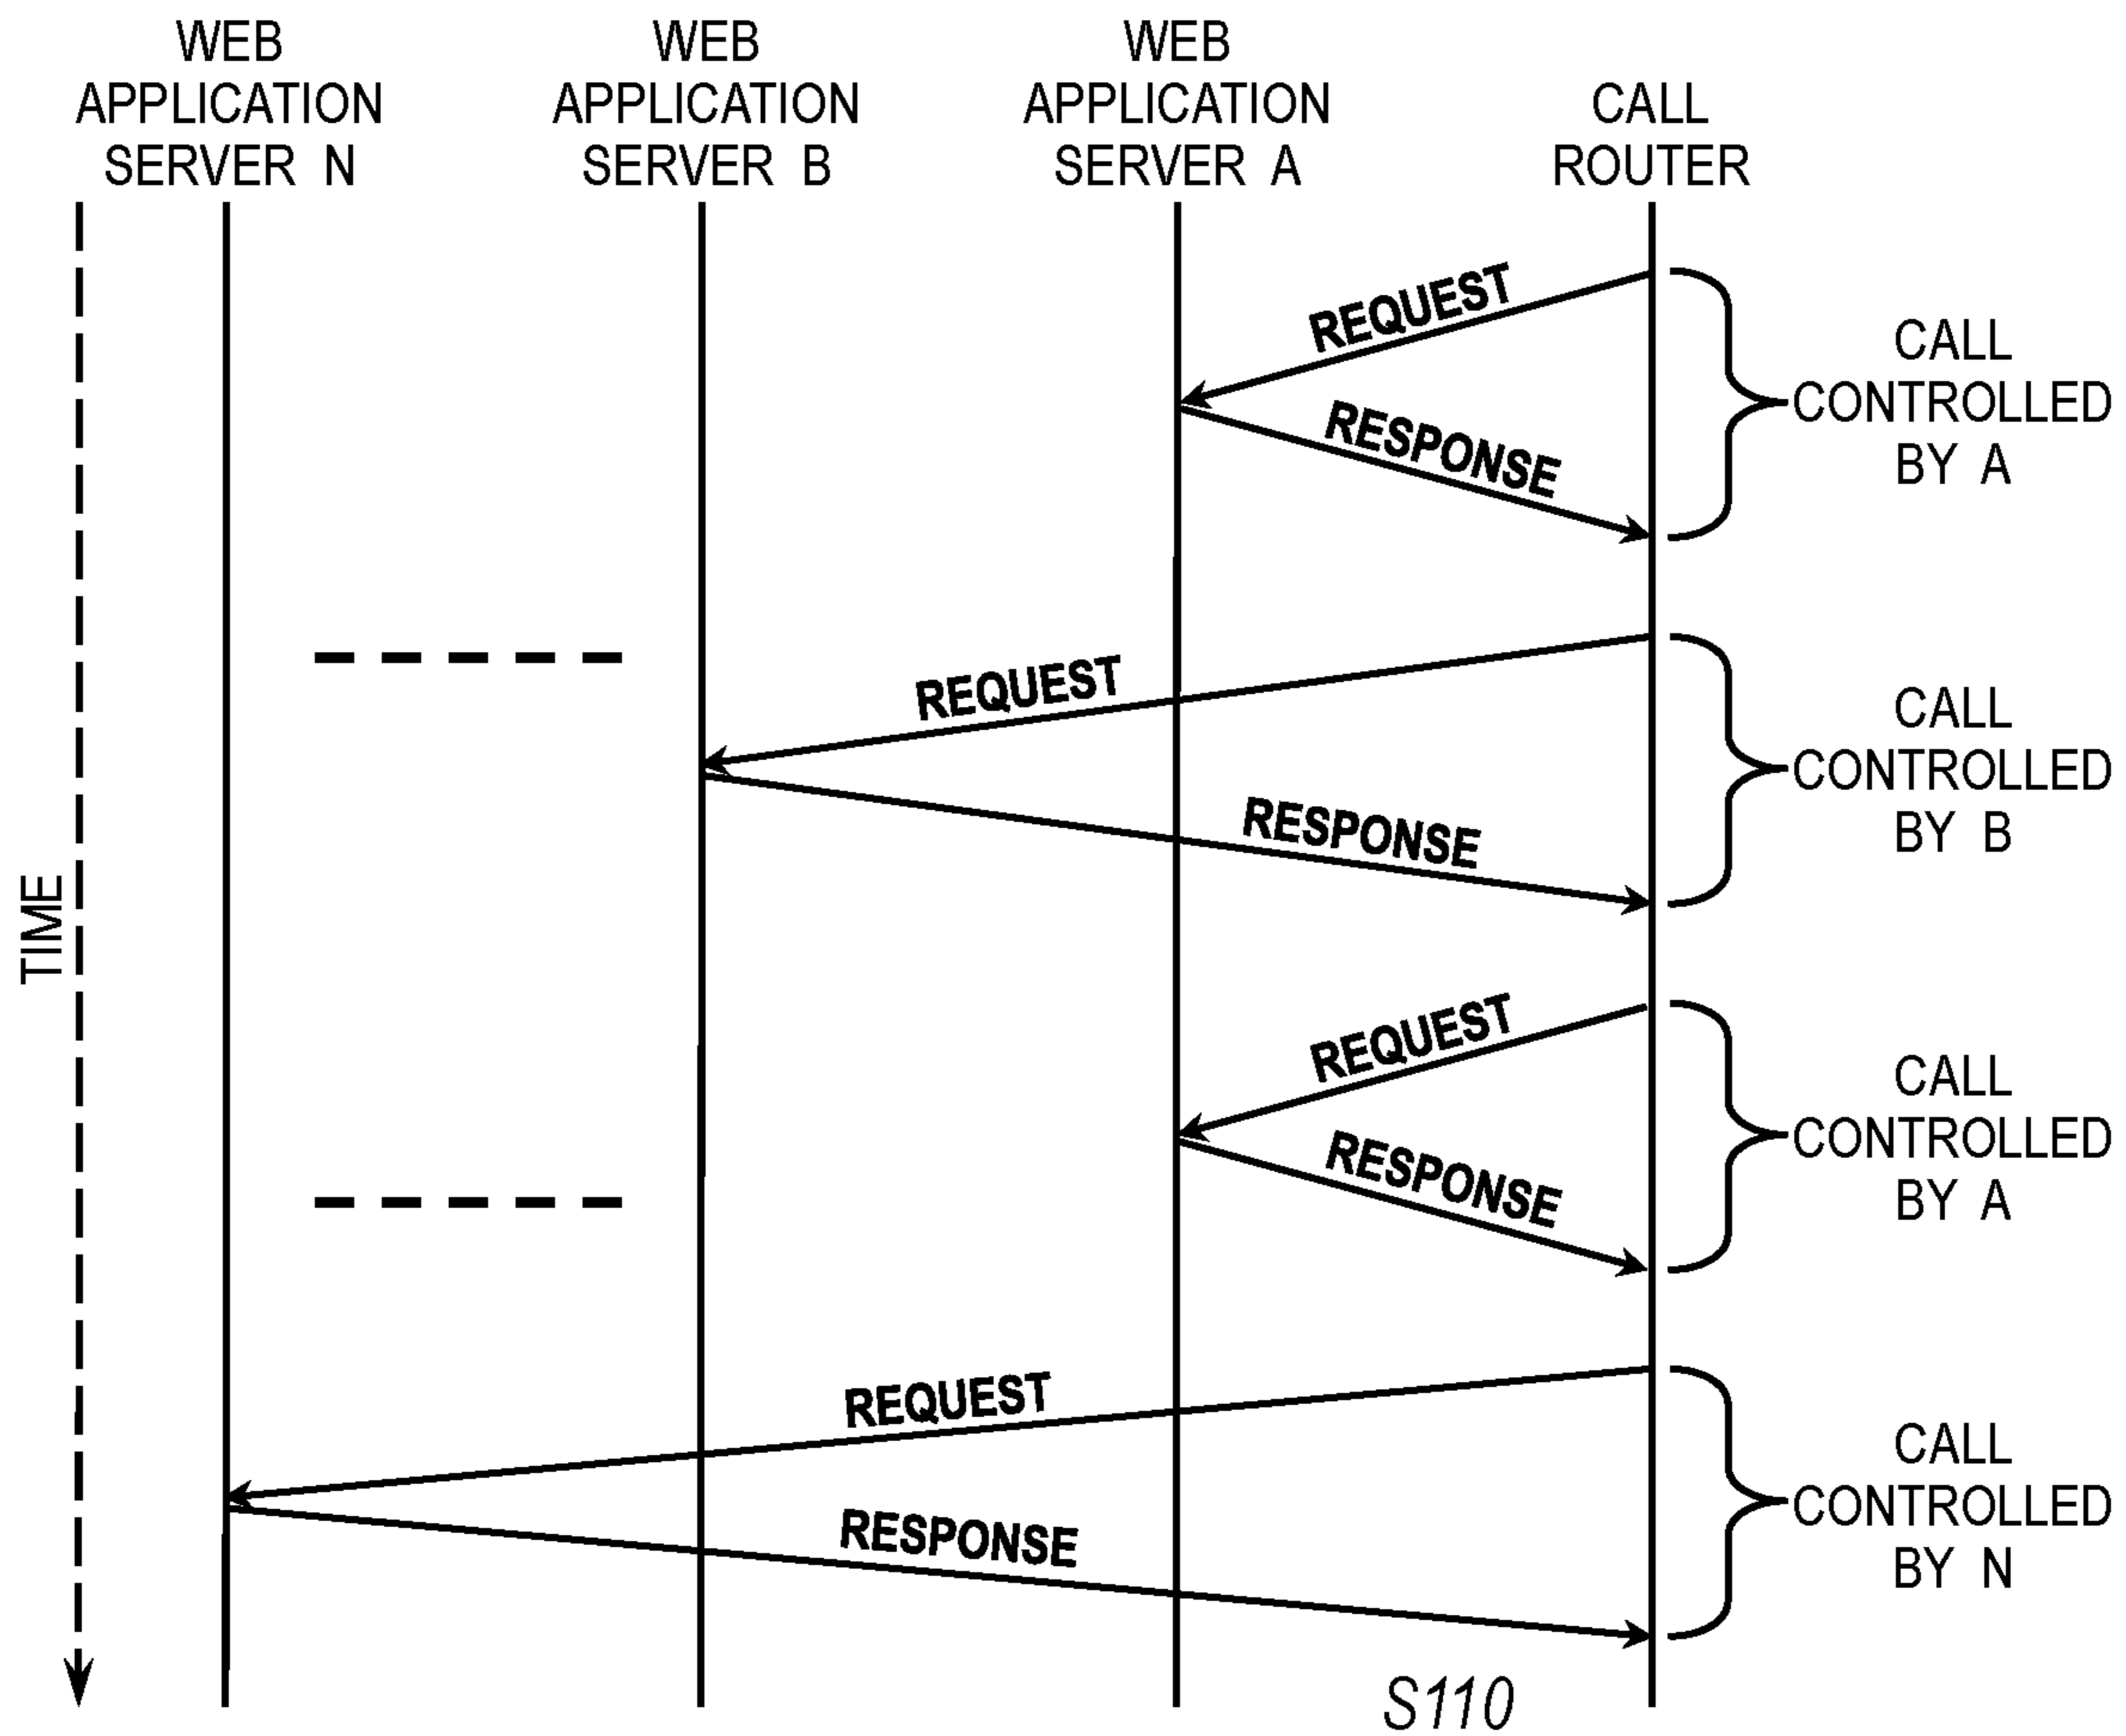 WEB
APPLICATION
SERVER N
WEB
APPLICATION
SERVER B
WEB
APPLICATION
SERVER A
CALL
ROUTER
REQUEST
RESPONSE
CALL
CONTROLLED
BY A
REQUEST
RESPONSE
CALL
CONTROLLED
BY B
TIME
REQUEST
RESPONSE
CALL
CONTROLLED
BY A
REQUEST
RESPONSE
CALL
CONTROLLED
BY N
S110